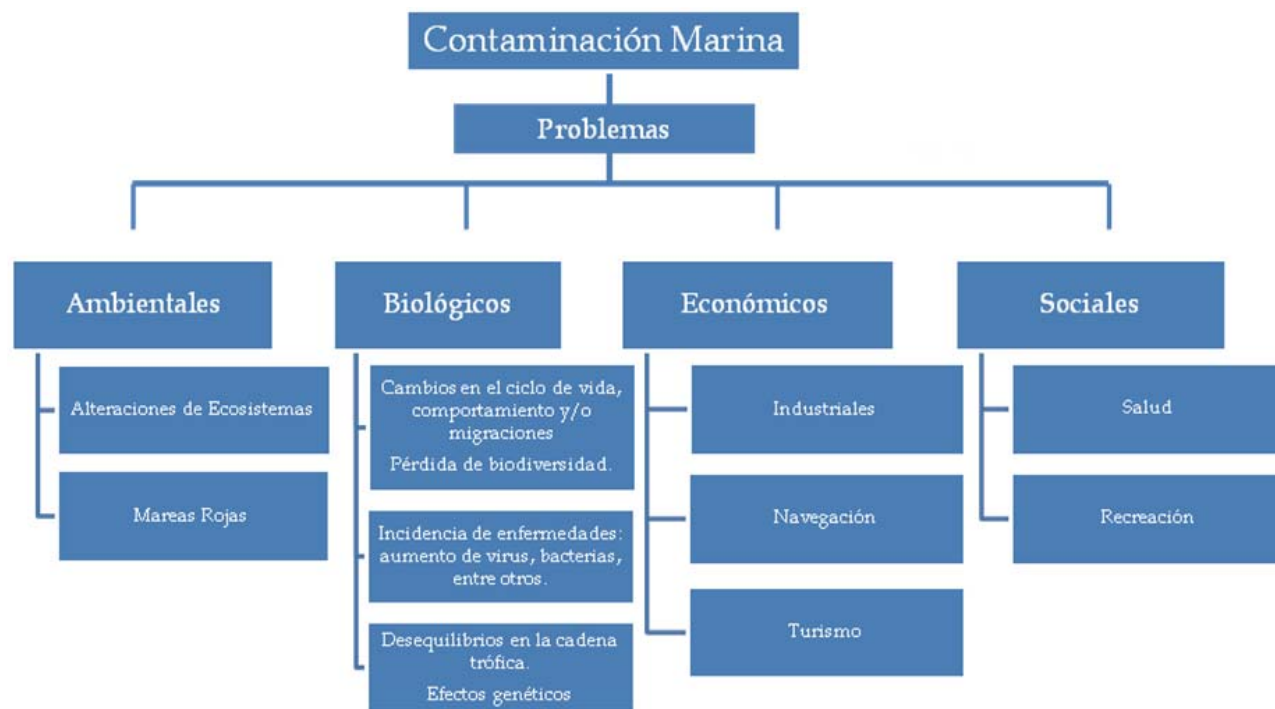 Contaminación Marina
Problemas
Ambientales
Alteraciones de Ecosistemas
Mareas Rojas
Biológicos
Cambios en el ciclo de vida,
comportamiento y/o
migraciones
Pérdida de biodiversidad.
Incidencia de enfermedades:
aumento de virus, bacterias,
entre otros.
Desequilibrios en la cadena
trófica.
Efectos genéticos
Económicos
Industriales
Navegación
Turismo
Sociales
Salud
Recreación